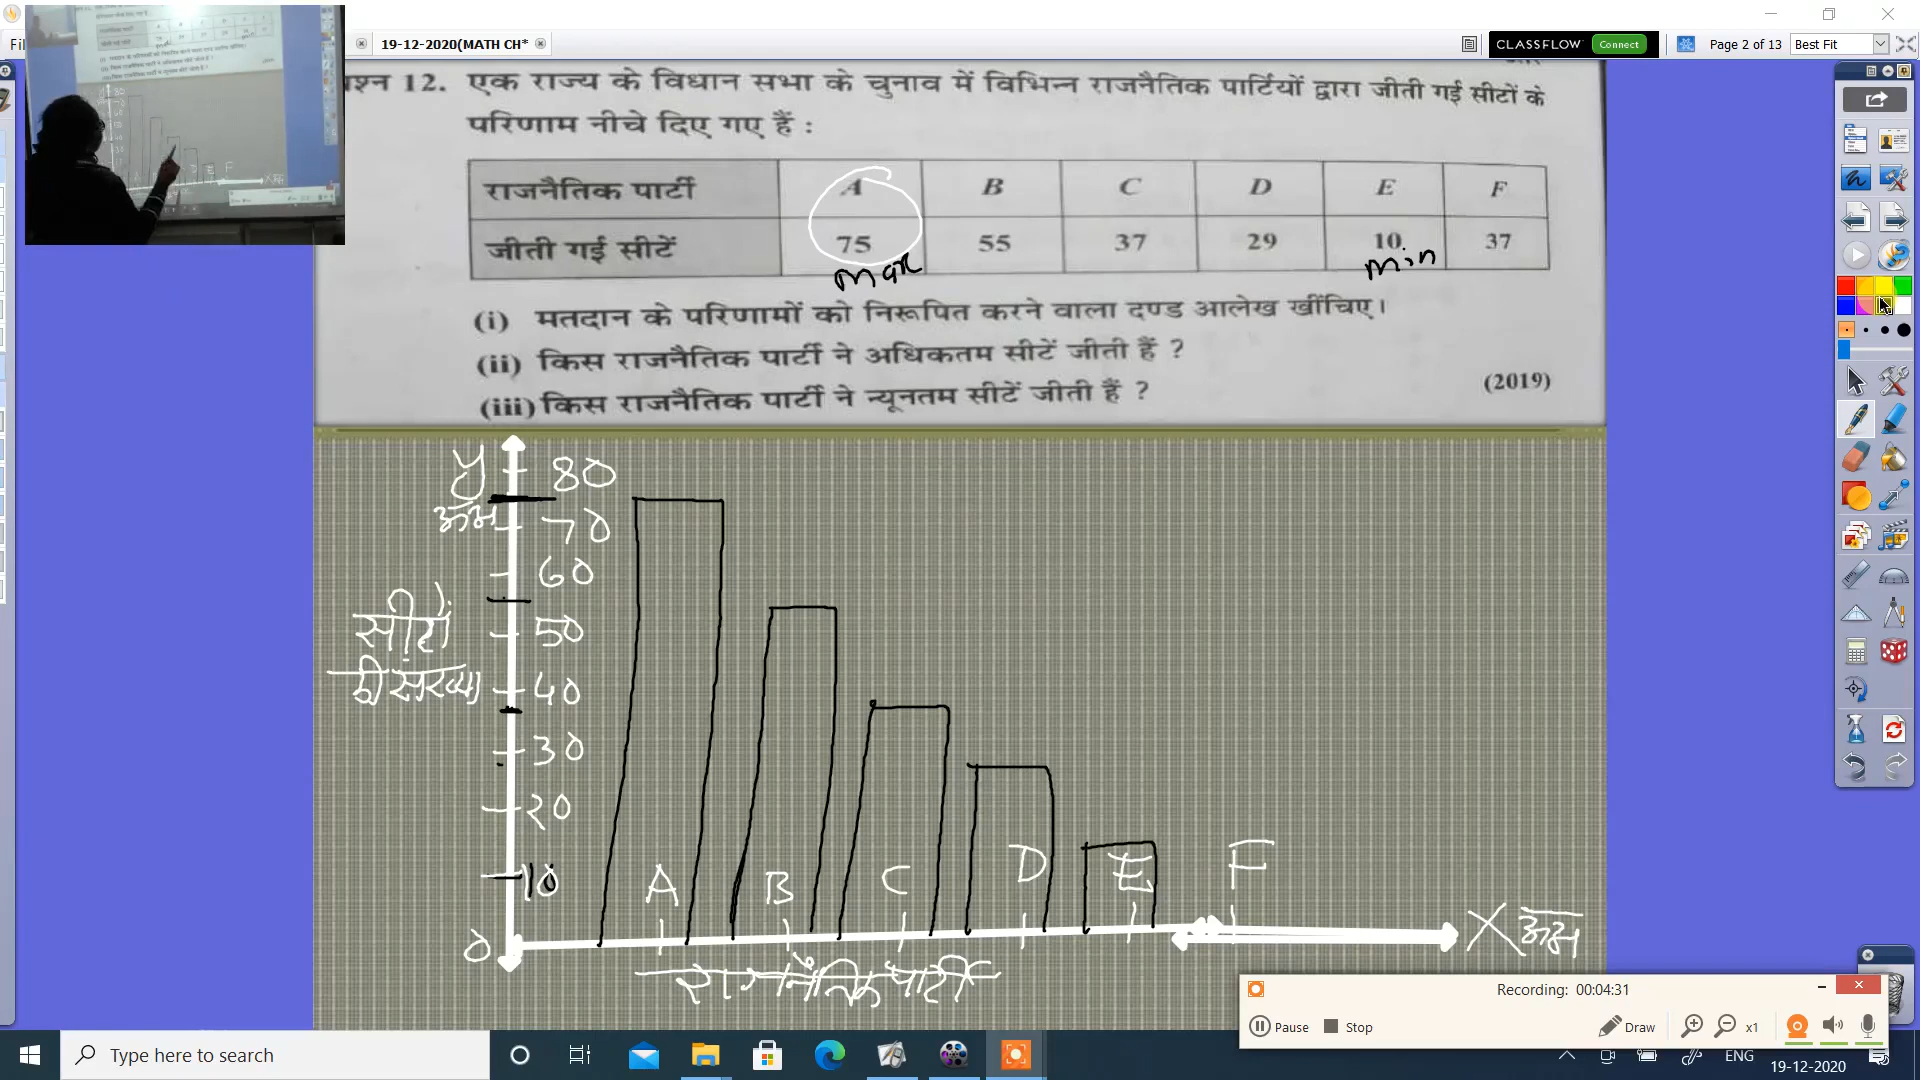 19-12-2020(MATH CH*
CLASSFLOW Connect
Page 2 of 13
Best Fit
प्रश्न 12. एक राज्य के विधान सभा के चुनाव में विभिन्न राजनैतिक पार्टियों द्वारा जीती गई सीटों के
परिणाम नीचे दिए गए हैं :
राजनैतिक पार्टी A B C D E F
जीती गई सीटें 75 55 37 29 10 37
max min
(i) मतदान के परिणामों को निरूपित करने वाला दण्ड आलेख खींचिए।
(ii) किस राजनैतिक पार्टी ने अधिकतम सीटें जीती हैं ?
(iii) किस राजनैतिक पार्टी ने न्यूनतम सीटें जीती हैं ?
(2019)
y अक्ष
80
70
60
सीटों
की संख्या
50
40
30
20
10
0
A B C D E F
X अक्ष
राजनैतिक पार्टी
Recording: 00:04:31
Pause Stop Draw x1
Type here to search
ENG
19-12-2020